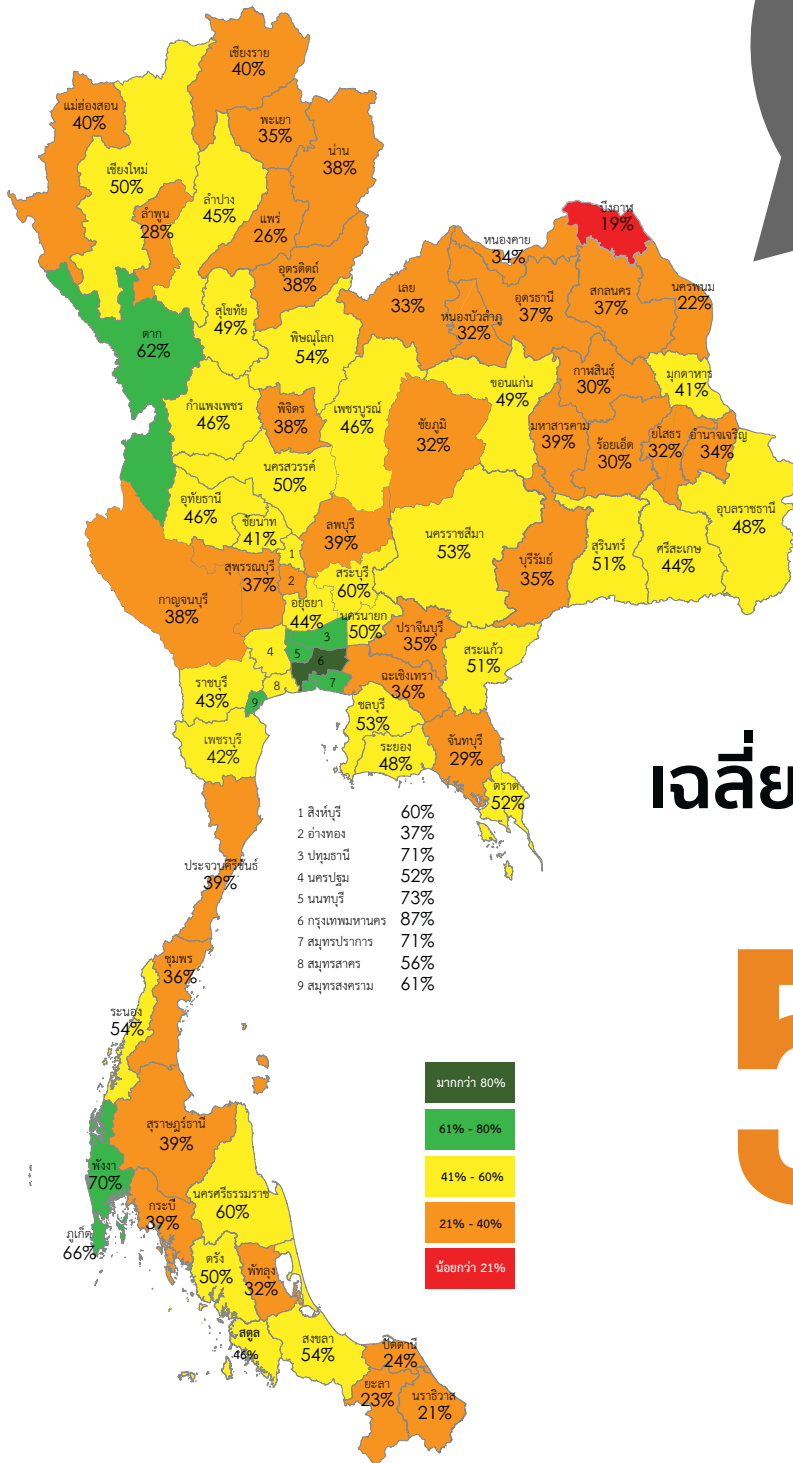 เชียงราย
40%
แม่ฮ่องสอน
40%
พะเยา
35%
น่าน
38%
เชียงใหม่
50%
ลำปาง
45%
ลำพูน
28%
แพร่
26%
อุตรดิตถ์
38%
บึงกาฬ
19%
หนองคาย
34%
นครพนม
22%
เลย
33%
อุดรธานี
37%
สกลนคร
37%
หนองบัวลำภู
32%
ตาก
62%
สุโขทัย
49%
พิษณุโลก
54%
กำแพงเพชร
46%
พิจิตร
38%
เพชรบูรณ์
46%
ชัยภูมิ
32%
ขอนแก่น
49%
กาฬสินธุ์
30%
มุกดาหาร
41%
มหาสารคาม
39%
ร้อยเอ็ด
30%
ยโสธร
32%
อำนาจเจริญ
34%
นครสวรรค์
50%
อุทัยธานี
46%
ชัยนาท
41%
ลพบุรี
39%
นครราชสีมา
53%
บุรีรัมย์
35%
สุรินทร์
51%
ศรีสะเกษ
44%
อุบลราชธานี
48%
1
สุพรรณบุรี
37%
2
สระบุรี
60%
กาญจนบุรี
38%
อยุธยา
44%
นครนายก
50%
ปราจีนบุรี
35%
สระแก้ว
51%
3
4
5
6
7
8
9
ฉะเชิงเทรา
36%
ราชบุรี
43%
ชลบุรี
53%
เพชรบุรี
42%
ระยอง
48%
จันทบุรี
29%
ตราด
52%
เฉลี่ย
1 สิงห์บุรี 60%
2 อ่างทอง 37%
3 ปทุมธานี 71%
4 นครปฐม 52%
5 นนทบุรี 73%
6 กรุงเทพมหานคร 87%
7 สมุทรปราการ 71%
8 สมุทรสาคร 56%
9 สมุทรสงคราม 61%
ประจวบคีรีขันธ์
39%
5
ชุมพร
36%
ระนอง
54%
สุราษฎร์ธานี
39%
พังงา
70%
กระบี่
39%
นครศรีธรรมราช
60%
ภูเก็ต
66%
ตรัง
50%
พัทลุง
32%
สตูล
46%
สงขลา
54%
ปัตตานี
24%
ยะลา
23%
นราธิวาส
21%
มากกว่า 80%
61% - 80%
41% - 60%
21% - 40%
น้อยกว่า 21%